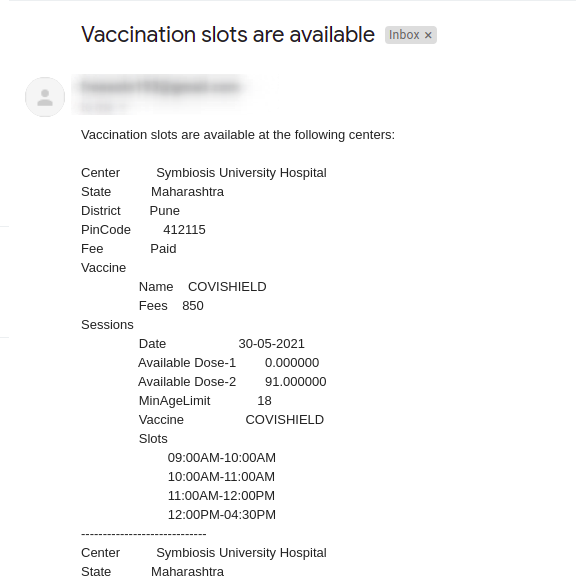 Vaccination slots are available Inbox ×
Vaccination slots are available at the following centers:
Center Symbiosis University Hospital
State Maharashtra
District Pune
PinCode 412115
Fee Paid
Vaccine
Name COVISHIELD
Fees 850
Sessions
Date 30-05-2021
Available Dose-1 0.000000
Available Dose-2 91.000000
MinAgeLimit 18
Vaccine COVISHIELD
Slots
09:00AM-10:00AM
10:00AM-11:00AM
11:00AM-12:00PM
12:00PM-04:30PM
-----------------------------
Center Symbiosis University Hospital
State Maharashtra